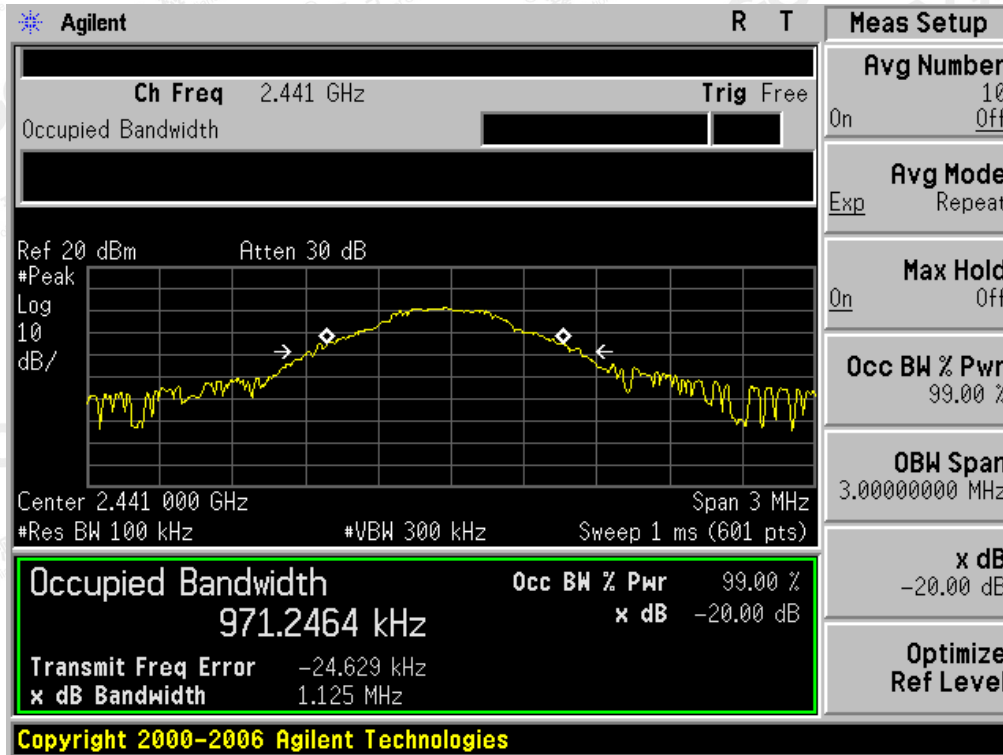 Agilent R T
Ch Freq 2.441 GHz Trig Free
Occupied Bandwidth
Ref 20 dBm Atten 30 dB
#Peak
Log
10
dB/
Center 2.441 000 GHz Span 3 MHz
#Res BW 100 kHz #VBW 300 kHz Sweep 1 ms (601 pts)
Occupied Bandwidth Occ BW % Pwr 99.00 %
971.2464 kHz x dB -20.00 dB
Transmit Freq Error -24.629 kHz
x dB Bandwidth 1.125 MHz
Copyright 2000-2006 Agilent Technologies
Meas Setup
Avg Number
10
On Off
Avg Mode
Exp Repeat
Max Hold
On Off
Occ BW % Pwr
99.00 %
OBW Span
3.00000000 MHz
x dB
-20.00 dB
Optimize
Ref Level